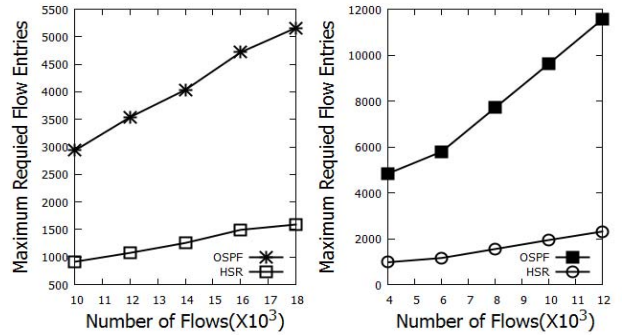 Maximum Requied Flow Entries
5500
5000
4500
4000
3500
3000
2500
2000
1500
1000
500
OSPF
HSR
10 11 12 13 14 15 16 17 18
Number of Flows(X10³)
Maximum Requied Flow Entries
12000
10000
8000
6000
4000
2000
0
OSPF
HSR
4 5 6 7 8 9 10 11 12
Number of Flows(X10³)